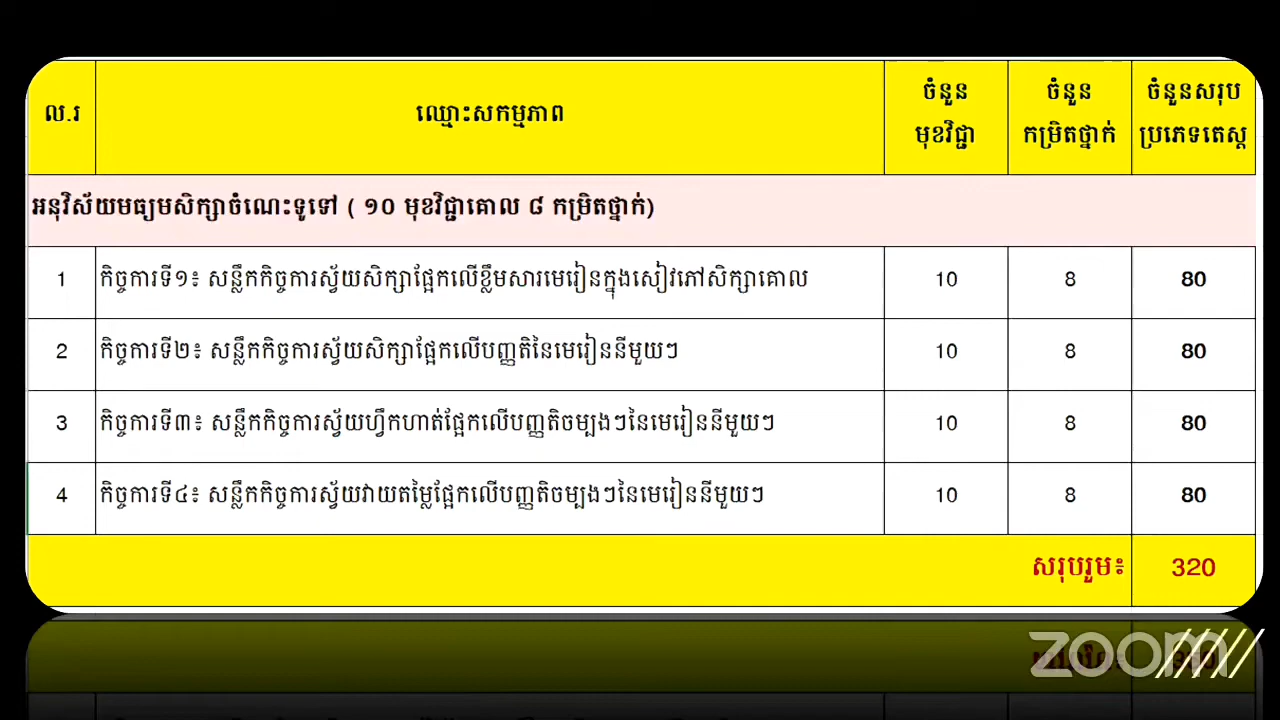 ល.រ ឈ្មោះសកម្មភាព ចំនួន មុខវិជ្ជា ចំនួន កម្រិតថ្នាក់ ចំនួនសរុប ប្រភេទតេស្ត
អនុវិស័យមធ្យមសិក្សាចំណេះទូទៅ ( ១០ មុខវិជ្ជាគោល ៨ កម្រិតថ្នាក់)
1 កិច្ចការទី១៖ សន្លឹកកិច្ចការស្វ័យសិក្សាផ្អែកលើខ្លឹមសារមេរៀនក្នុងសៀវភៅសិក្សាគោល 10 8 80
2 កិច្ចការទី២៖ សន្លឹកកិច្ចការស្វ័យសិក្សាផ្អែកលើបញ្ញតិនៃមេរៀននីមួយៗ 10 8 80
3 កិច្ចការទី៣៖ សន្លឹកកិច្ចការស្វ័យហ្វឹកហាត់ផ្អែកលើបញ្ញតិចម្បងៗនៃមេរៀននីមួយៗ 10 8 80
4 កិច្ចការទី៤៖ សន្លឹកកិច្ចការស្វ័យវាយតម្លៃផ្អែកលើបញ្ញតិចម្បងៗនៃមេរៀននីមួយៗ 10 8 80
សរុបរួម៖ 320
zoom